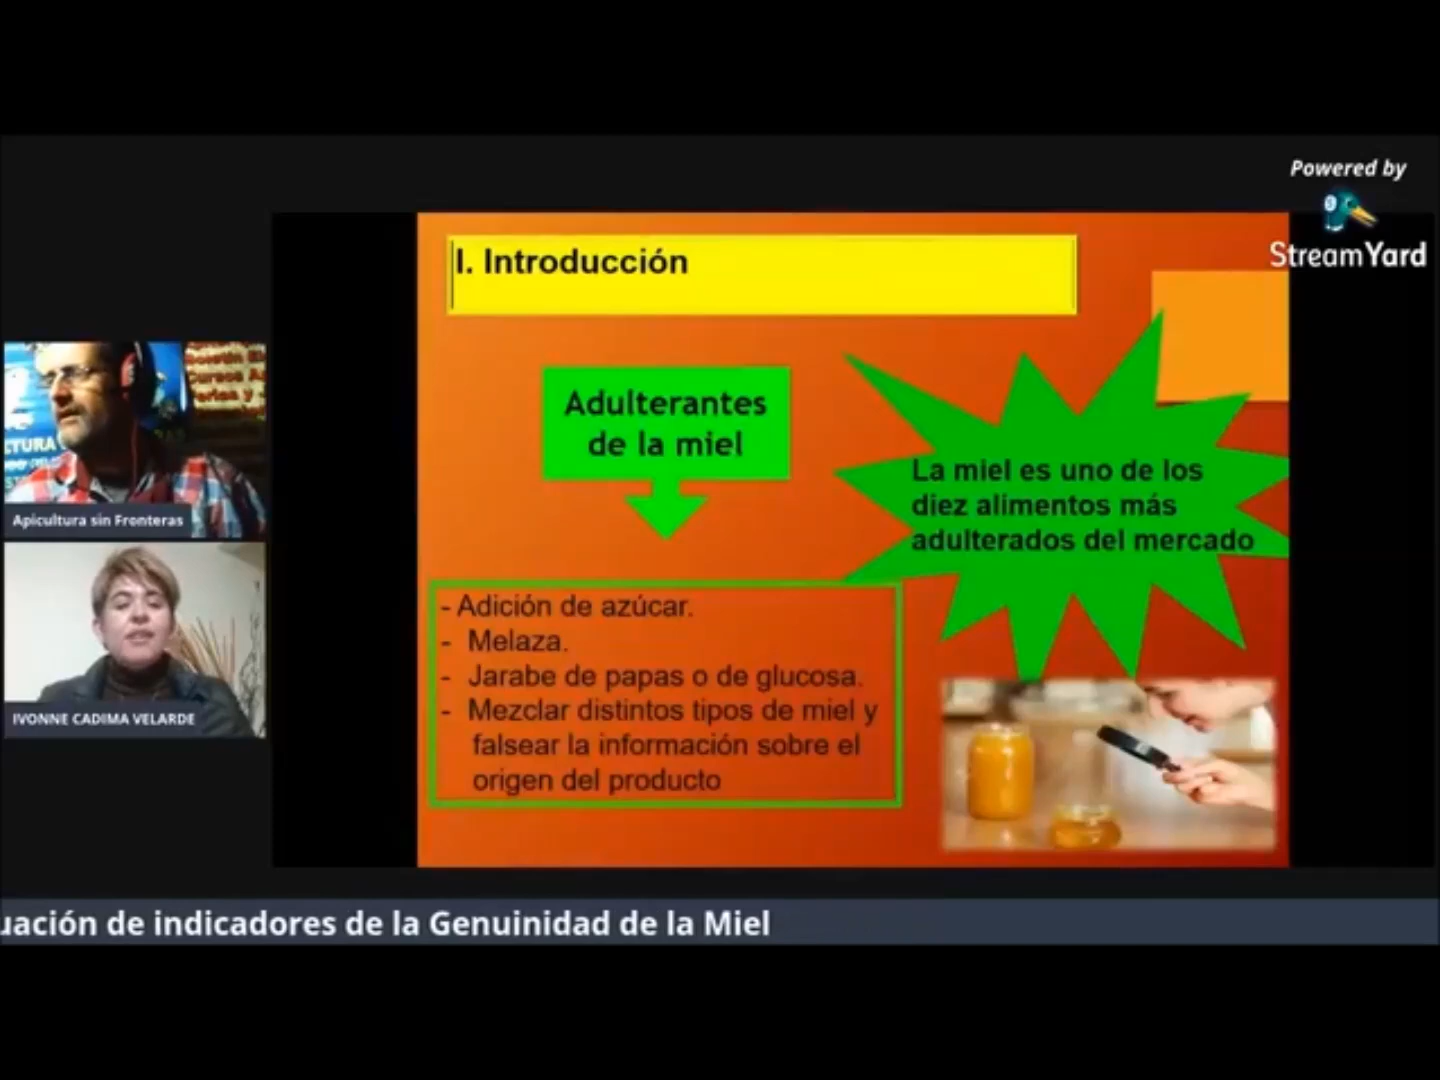 Powered by
StreamYard
I. Introducción
Adulterantes
de la miel
La miel es uno de los
diez alimentos más
adulterados del mercado
- Adición de azúcar.
- Melaza.
- Jarabe de papas o de glucosa.
- Mezclar distintos tipos de miel y
falsear la información sobre el
origen del producto
CTURA
Cursos
Apicultura sin Fronteras
IVONNE CADIMA VELARDE
uación de indicadores de la Genuinidad de la Miel